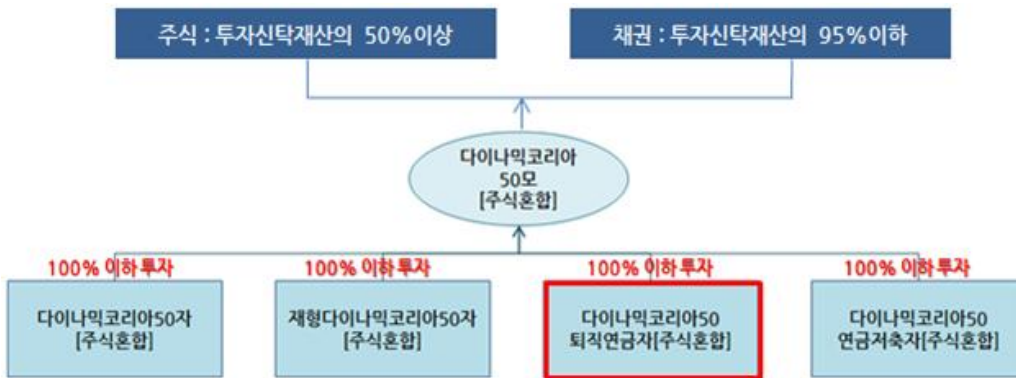 주식 : 투자신탁재산의 50%이상
채권 : 투자신탁재산의 95%이하
다이나믹코리아
50모
[주식혼합]
100% 이하 투자
100% 이하 투자
100% 이하 투자
100% 이하 투자
다이나믹코리아50자
[주식혼합]
재형다이나믹코리아50자
[주식혼합]
다이나믹코리아50
퇴직연금자[주식혼합]
다이나믹코리아50
연금저축자[주식혼합]